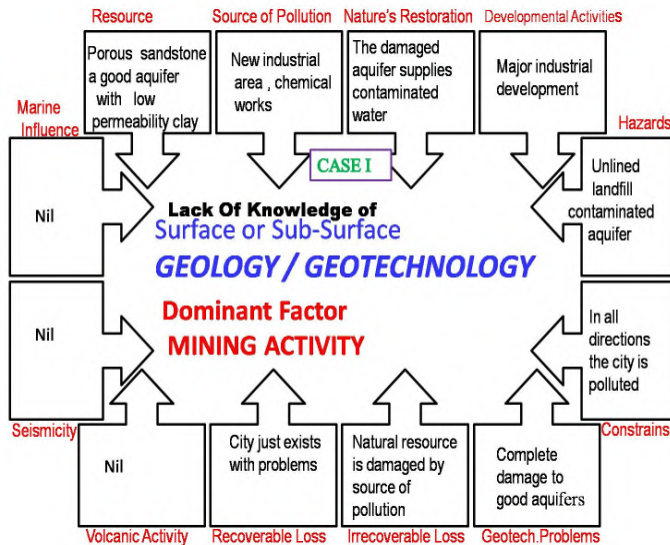 Resource
Source of Pollution
Nature's Restoration
Developmental Activities
Porous sandstone
a good aquifer
with low
permeability clay
New industrial
area , chemical
works
The damaged
aquifer supplies
contaminated
water
Major industrial
development
Marine
Influence
Hazards
CASE I
Nil
Unlined
landfill
contaminated
aquifer
Lack Of Knowledge of
Surface or Sub-Surface
GEOLOGY / GEOTECHNOLOGY
Dominant Factor
MINING ACTIVITY
Nil
In all
directions
the city is
polluted
Seismicity
Constrains
Nil
City just exists
with problems
Natural resource
is damaged by
source of
pollution
Complete
damage to
good aquifers
Volcanic Activity
Recoverable Loss
Irrecoverable Loss
Geotech.Problems